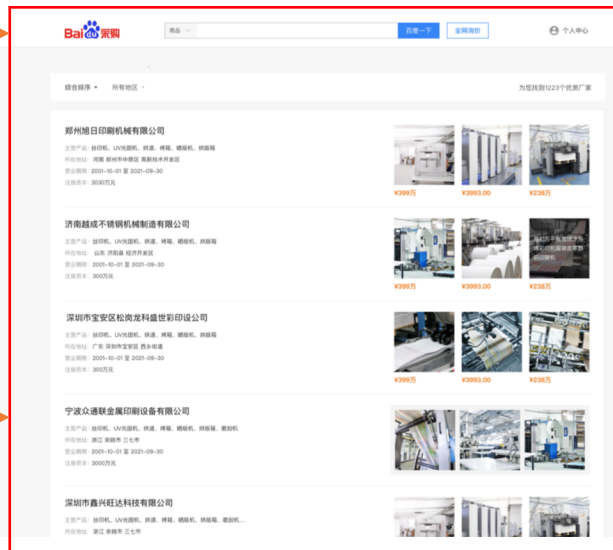 Bai du 采购
商品
百度一下
全网询价
个人中心
综合排序
所有地区
为您找到1223个优质厂家
郑州旭日印刷机械有限公司
主营产品: 丝印机、UV光固机、烘道、烤箱、晒版机、烘版箱
所在地址: 河南 郑州市中原区 高新技术开发区
营业期限: 2001-10-01 至 2021-09-30
注册资本: 3030万元
¥399万
¥3993.00
¥238万
济南越成不锈钢机械制造有限公司
主营产品: 丝印机、UV光固机、烘道、烤箱、晒版机、烘版箱
所在地址: 山东 济阳县 经济开发区
营业期限: 2001-10-01 至 2021-09-30
注册资本: 300万元
¥399万
¥3993.00
¥238万
深圳市宝安区松岗龙科盛世彩印设公司
主营产品: 丝印机、UV光固机、烘道、烤箱、晒版机、烘版箱
所在地址: 广东 深圳市宝安区 西乡街道
营业期限: 2001-10-01 至 2021-09-30
注册资本: 300万元
¥399万
¥3993.00
¥238万
宁波众通联金属印刷设备有限公司
主营产品: 丝印机、UV光固机、烘道、烤箱、晒版机、烘版箱、磨刮机
所在地址: 浙江 余姚市 三七市
营业期限: 2001-10-01 至 2021-09-30
注册资本: 3000万元
深圳市鑫兴旺达科技有限公司
主营产品: 丝印机、UV光固机、烘道、烤箱、晒版机、烘版箱、磨刮机...
所在地址: 浙江 余姚市 三七市